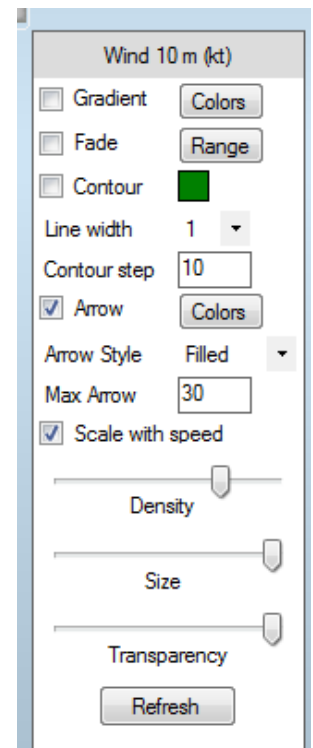 Wind 10 m (kt)
Gradient Colors
Fade Range
Contour
Line width 1
Contour step 10
Arrow Colors
Arrow Style Filled
Max Arrow 30
Scale with speed
Density
Size
Transparency
Refresh